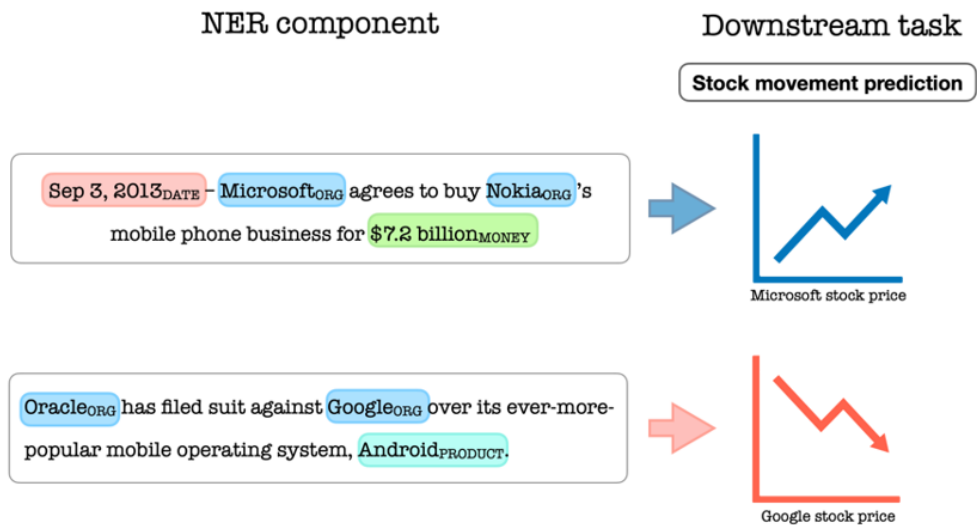 NER component
Downstream task
Stock movement prediction
Sep 3, 2013DATE – MicrosoftORG agrees to buy NokiaORG's
mobile phone business for $7.2 billionMONEY
Microsoft stock price
OracleORG has filed suit against GoogleORG over its ever-more-
popular mobile operating system, AndroidPRODUCT.
Google stock price